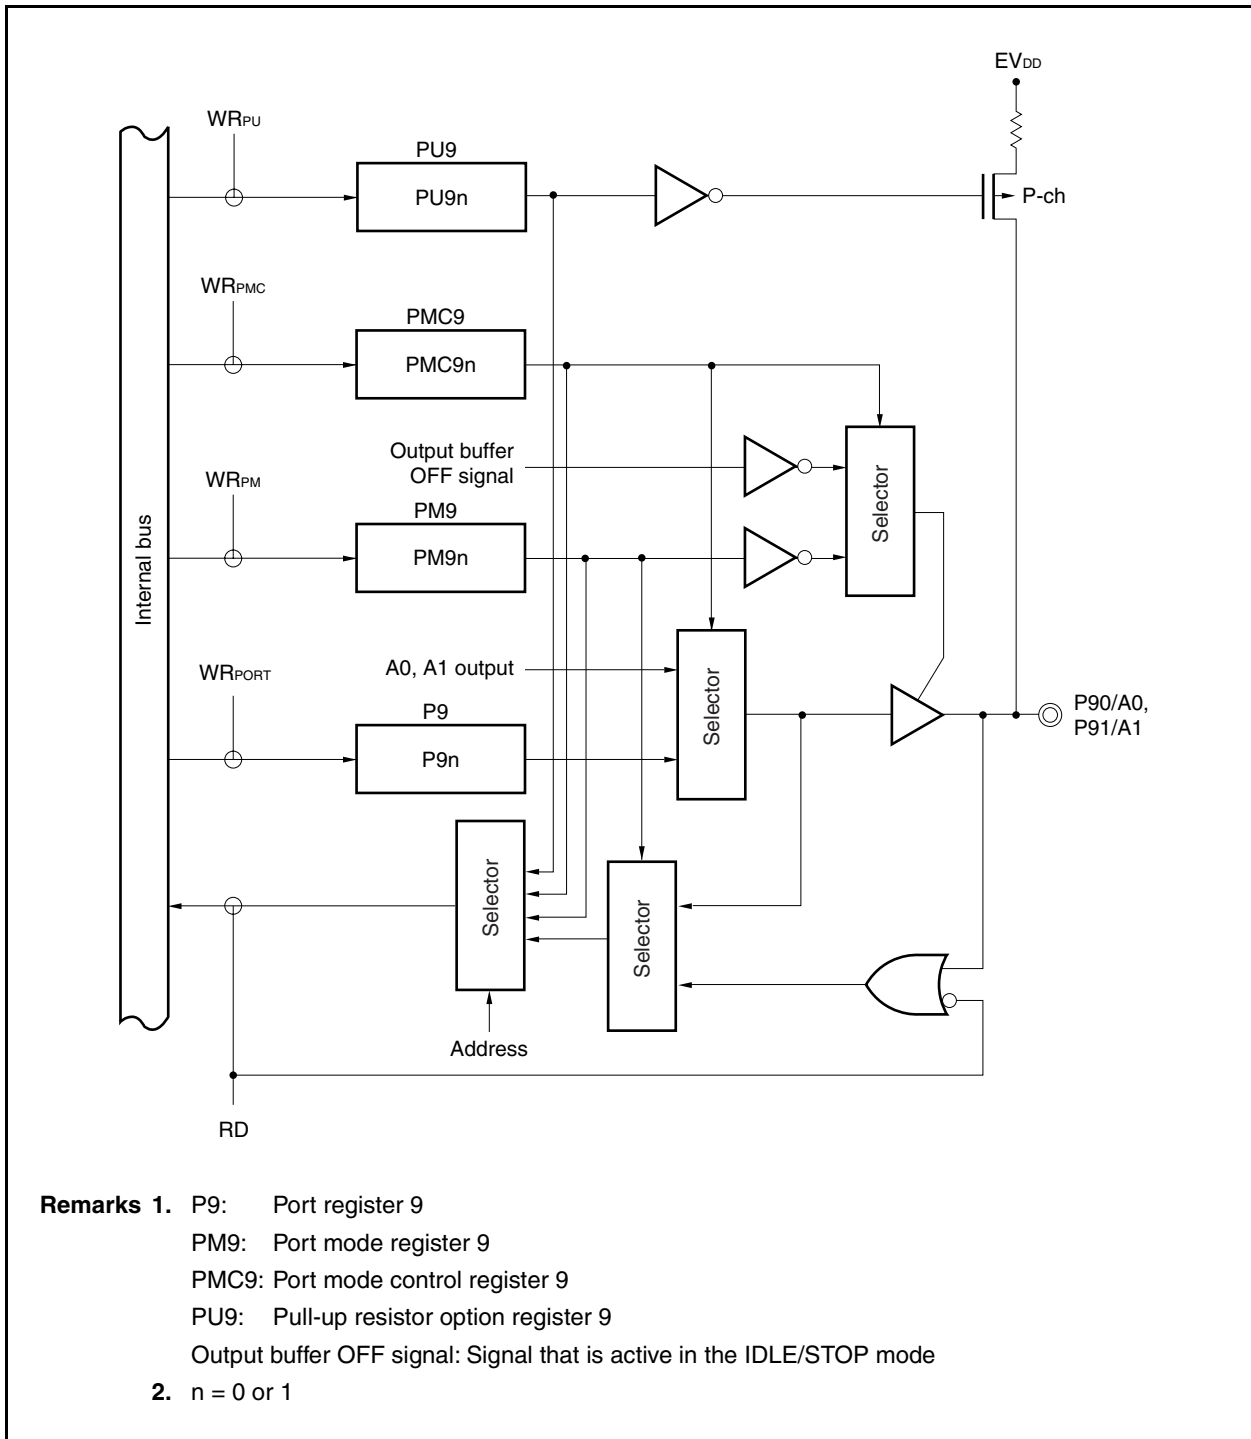 EVDD
WRPU
PU9
PU9n
P-ch
WRPMC
PMC9
PMC9n
Output buffer
OFF signal
Selector
WRPM
PM9
PM9n
Internal bus
A0, A1 output
Selector
WRPORT
P9
P9n
P90/A0,
P91/A1
Selector
Selector
Address
RD
Remarks 1. P9: Port register 9
PM9: Port mode register 9
PMC9: Port mode control register 9
PU9: Pull-up resistor option register 9
Output buffer OFF signal: Signal that is active in the IDLE/STOP mode
2. n = 0 or 1